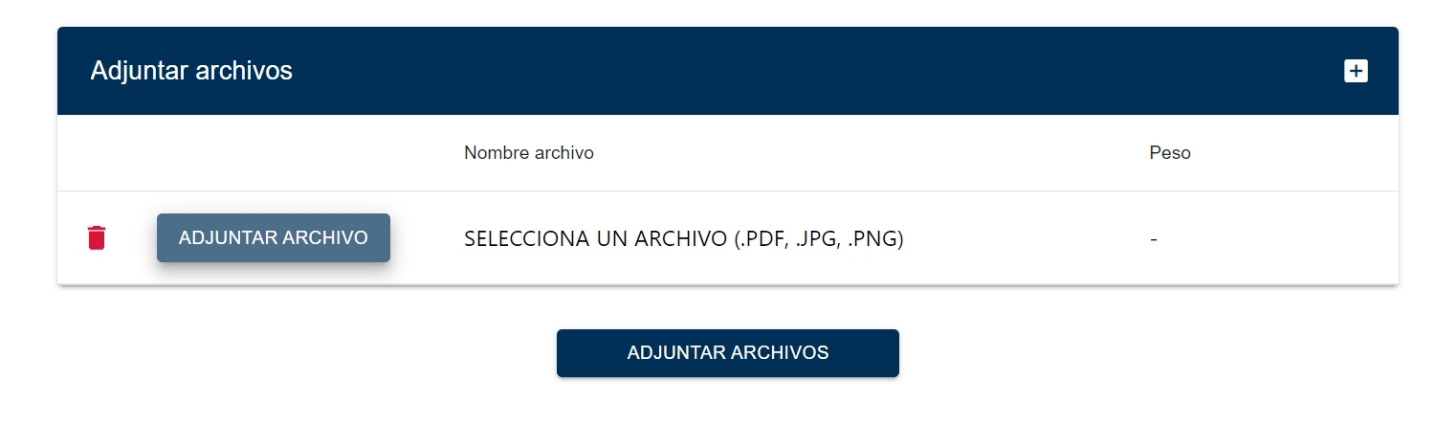 Adjuntar archivos
Nombre archivo Peso
ADJUNTAR ARCHIVO SELECCIONA UN ARCHIVO (.PDF, .JPG, .PNG) -
ADJUNTAR ARCHIVOS